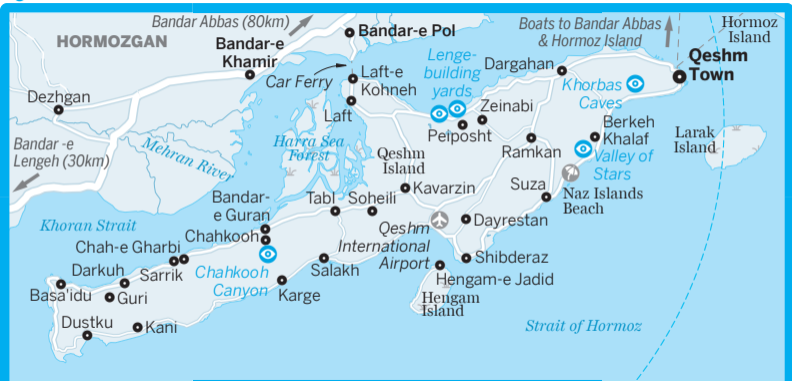 Bandar Abbas (80km)
HORMOZGAN
Bandar-e
Khamir
Bandar-e Pol
Car Ferry
Laft-e
Kohneh
Laft
Lenge-
building
yards
Dargahan
Boats to Bandar Abbas
& Hormoz Island
Hormoz
Island
Qeshm
Town
Khorbas
Caves
Dezhgan
Zeinabi
Peiposht
Berkeh
Khalaf
Ramkan
Valley of
Stars
Larak
Island
Bandar -e
Lengeh (30km)
Mehran River
Harra Sea
Forest
Qeshm
Island
Kavarzin
Suza
Naz Islands
Beach
Bandar-
e Guran
Tabl
Soheili
Khoran Strait
Chahkooh
Chah-e Gharbi
Qeshm
International
Airport
Dayrestan
Shibderaz
Darkuh
Sarrik
Chahkooh
Canyon
Salakh
Hengam-e Jadid
Basa'idu
Guri
Karge
Hengam
Island
Dustku
Kani
Strait of Hormoz